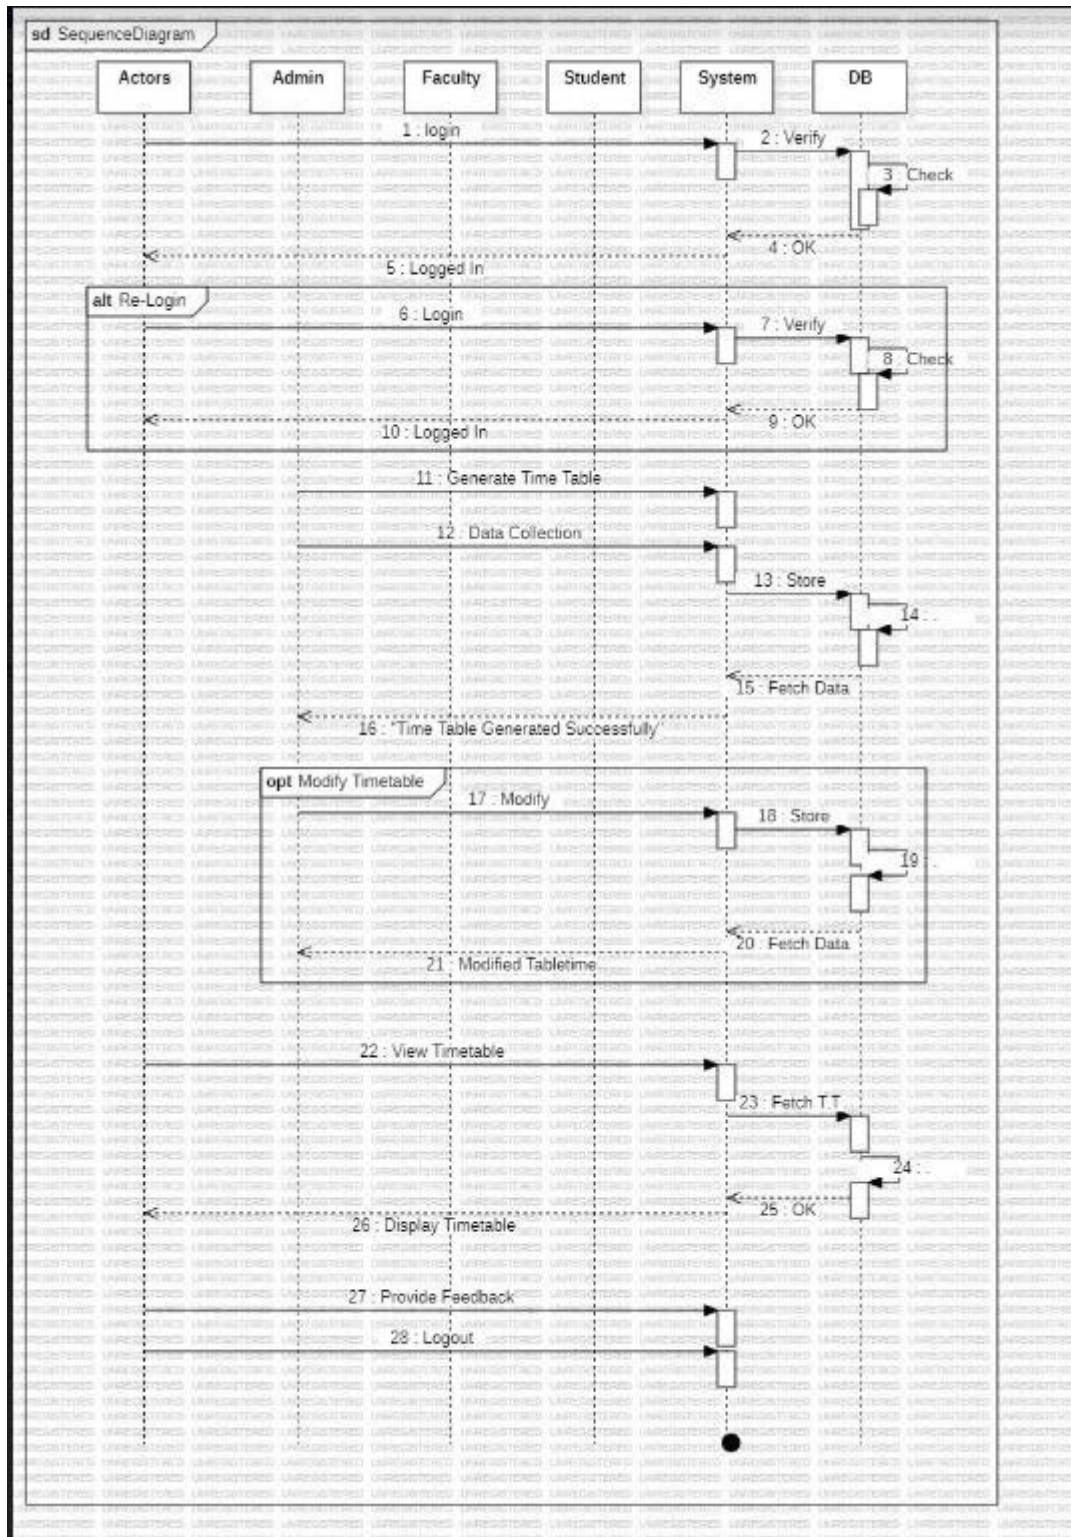 sd SequenceDiagram
Actors Admin Faculty Student System DB
1 : login
2 : Verify
3 : Check
4 : OK
5 : Logged In
alt Re-Login
6 : Login
7 : Verify
8 : Check
9 : OK
10 : Logged In
11 : Generate Time Table
12 : Data Collection
13 : Store
14 : .
15 : Fetch Data
16 : "Time Table Generated Successfully"
opt Modify Timetable
17 : Modify
18 : Store
19 : .
20 : Fetch Data
21 : Modified Tabletime
22 : View Timetable
23 : Fetch T.T
24 : .
25 : OK
26 : Display Timetable
27 : Provide Feedback
28 : Logout